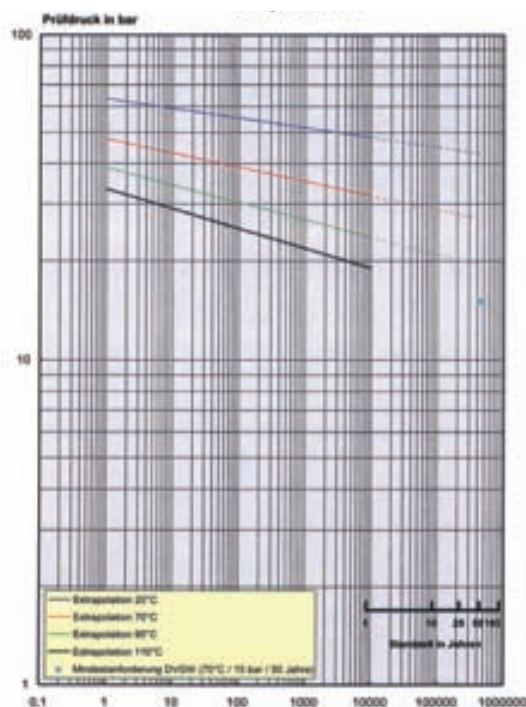 Prüfdruck in bar
100
10
1
Extrapolation 20°C
Extrapolation 70°C
Extrapolation 95°C
Extrapolation 110°C
Mindestanforderung DVGW (70°C / 15 bar / 50 Jahre)
10 25 50 100
Standzeit in Jahren
0,1 1 10 100 1000 10000 100000 1000000